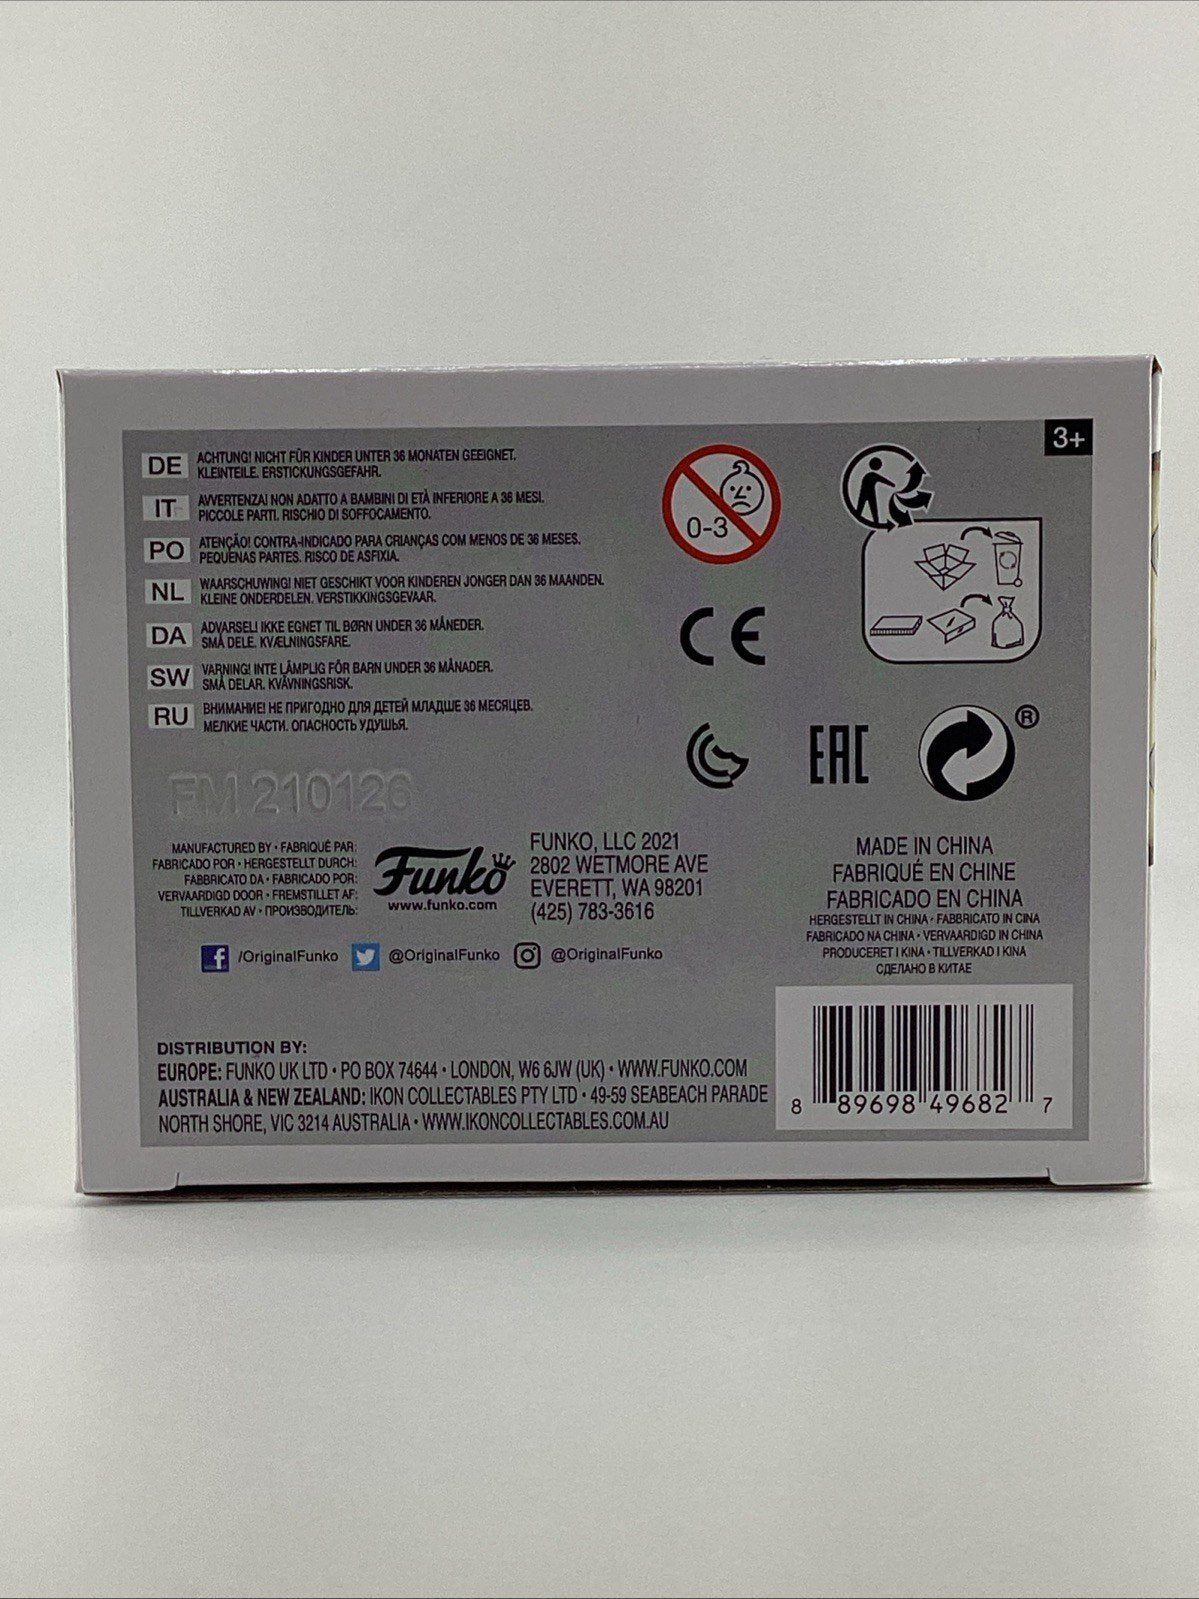 3+
DE ACHTUNG! NICHT FÜR KINDER UNTER 36 MONATEN GEEIGNET.
KLEINTEILE. ERSTICKUNGSGEFAHR.
IT AVVERTENZA! NON ADATTO A BAMBINI DI ETÀ INFERIORE A 36 MESI.
PICCOLE PARTI. RISCHIO DI SOFFOCAMENTO.
PO ATENÇÃO! CONTRA-INDICADO PARA CRIANÇAS COM MENOS DE 36 MESES.
PEQUENAS PARTES. RISCO DE ASFIXIA.
NL WAARSCHUWING! NIET GESCHIKT VOOR KINDEREN JONGER DAN 36 MAANDEN.
KLEINE ONDERDELEN. VERSTIKKINGSGEVAAR.
DA ADVARSEL! IKKE EGNET TIL BØRN UNDER 36 MÅNEDER.
SMÅ DELE. KVÆLNINGSFARE.
SW VARNING! INTE LÄMPLIG FÖR BARN UNDER 36 MÅNADER.
SMÅ DELAR. KVÄVNINGSRISK.
RU ВНИМАНИЕ! НЕ ПРИГОДНО ДЛЯ ДЕТЕЙ МЛАДШЕ 36 МЕСЯЦЕВ.
МЕЛКИЕ ЧАСТИ. ОПАСНОСТЬ УДУШЬЯ.
0-3
CE
EAC
®
FM 210126
MANUFACTURED BY • FABRIQUÉ PAR:
FABRICADO POR • HERGESTELLT DURCH:
FABBRICATO DA • FABRICADO POR:
VERVAARDIGD DOOR • FREMSTILLET AF:
TILLVERKAD AV • ПРОИЗВОДИТЕЛЬ:
Funko
www.funko.com
FUNKO, LLC 2021
2802 WETMORE AVE
EVERETT, WA 98201
(425) 783-3616
MADE IN CHINA
FABRIQUÉ EN CHINE
FABRICADO EN CHINA
HERGESTELLT IN CHINA • FABBRICATO IN CINA
FABRICADO NA CHINA • VERVAARDIGD IN CHINA
PRODUCERET I KINA • TILLVERKAD I KINA
СДЕЛАНО В КИТАЕ
/OriginalFunko @OriginalFunko @OriginalFunko
DISTRIBUTION BY:
EUROPE: FUNKO UK LTD • PO BOX 74644 • LONDON, W6 6JW (UK) • WWW.FUNKO.COM
AUSTRALIA & NEW ZEALAND: IKON COLLECTABLES PTY LTD • 49-59 SEABEACH PARADE
NORTH SHORE, VIC 3214 AUSTRALIA • WWW.IKONCOLLECTABLES.COM.AU
8 89698 49682 7